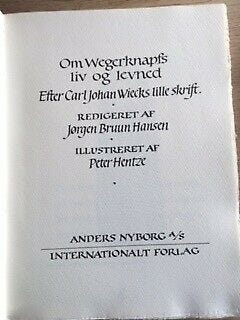 Om Wegerknapfs
liv og levned
Efter Carl Johan Wiecks lille skrift.
REDIGERET AF
Jørgen Bruun Hansen
ILLUSTRERET AF
Peter Hentze
ANDERS NYBORG A/S
INTERNATIONALT FORLAG